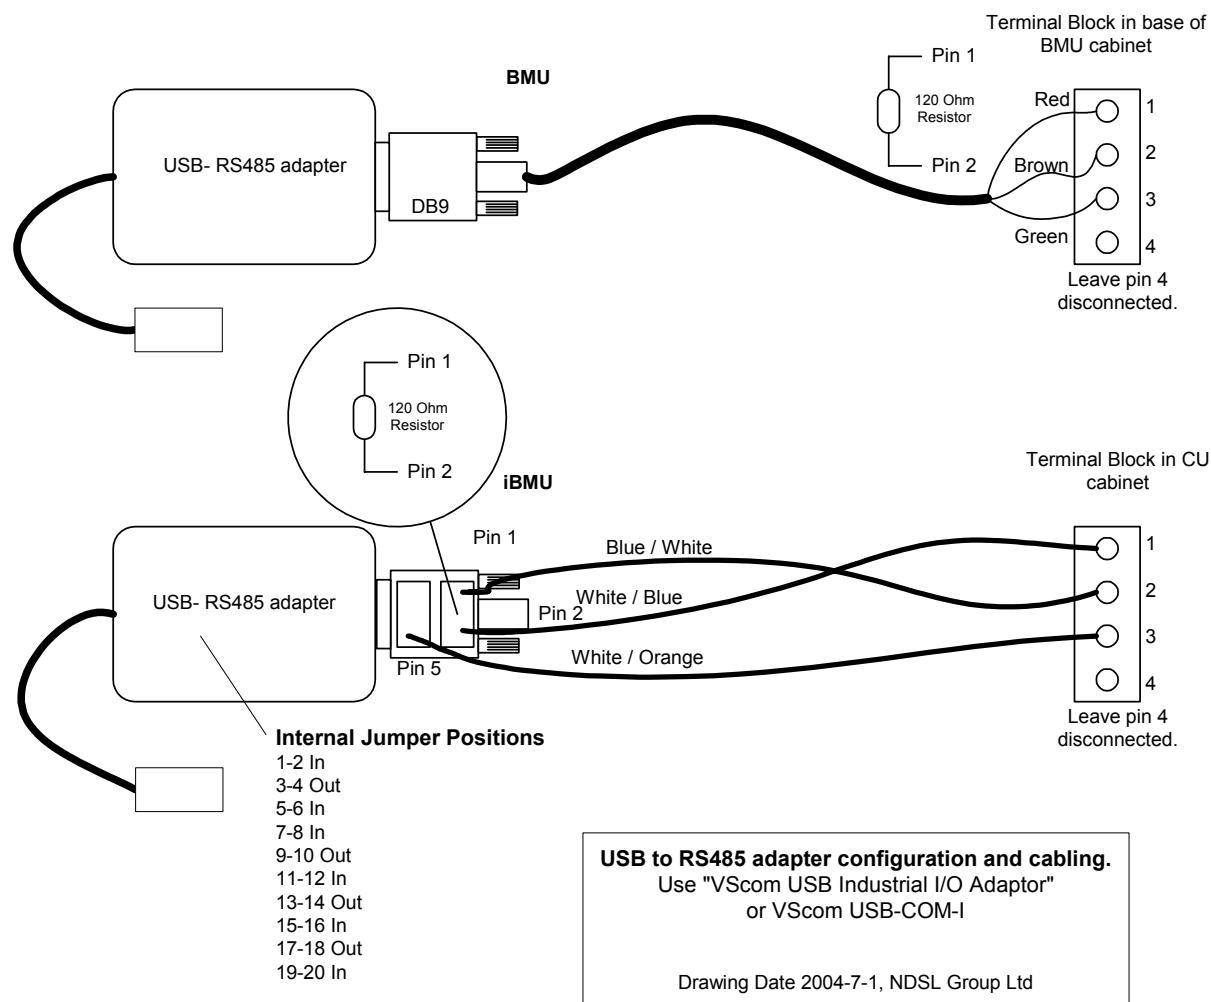 Terminal Block in base of
BMU cabinet
Pin 1
BMU
120 Ohm
Resistor
Red
1
USB- RS485 adapter
Pin 2
Brown
2
DB9
3
Green
4
Leave pin 4
disconnected.
Pin 1
120 Ohm
Resistor
Pin 2
iBMU
Terminal Block in CU
cabinet
Pin 1
Blue / White
1
USB- RS485 adapter
White / Blue
2
Pin 2
White / Orange
3
Pin 5
4
Leave pin 4
disconnected.
Internal Jumper Positions
1-2 In
3-4 Out
5-6 In
7-8 In
9-10 Out
11-12 In
13-14 Out
15-16 In
17-18 Out
19-20 In
USB to RS485 adapter configuration and cabling.
Use "VScom USB Industrial I/O Adaptor"
or VScom USB-COM-I
Drawing Date 2004-7-1, NDSL Group Ltd